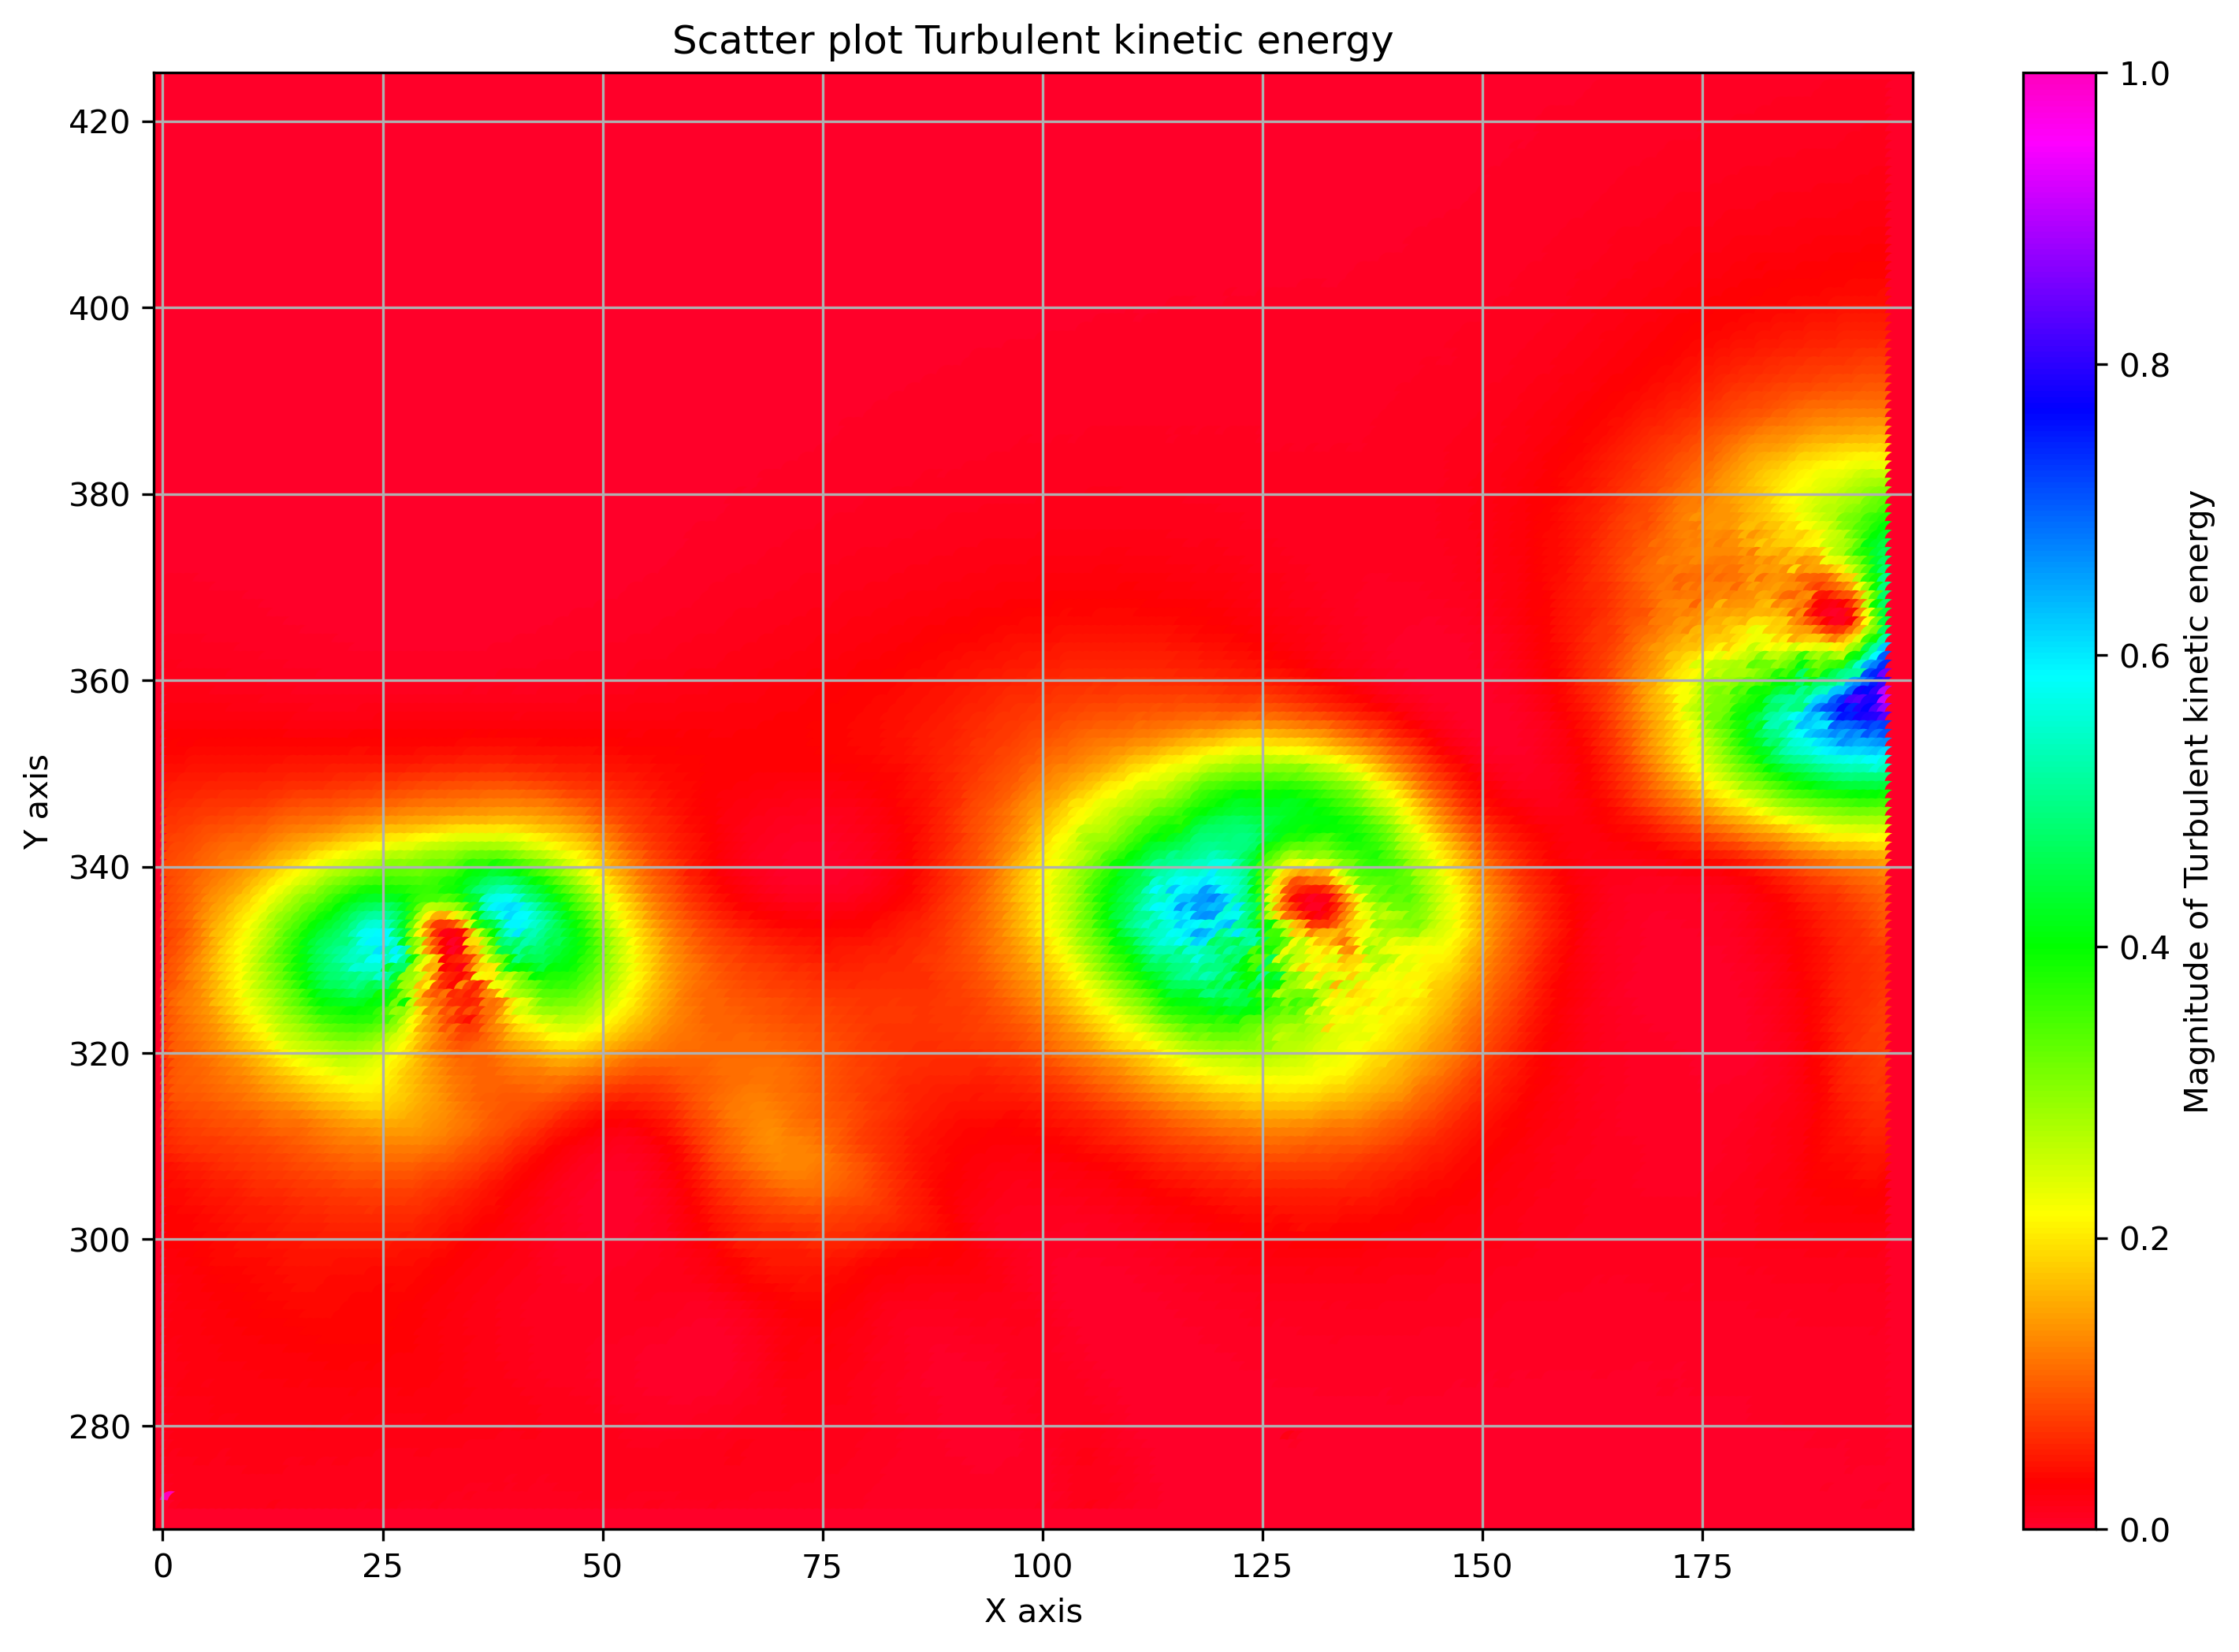 Scatter plot Turbulent kinetic energy
Y axis
420
400
380
360
340
320
300
280
0 25 50 75 100 125 150 175
X axis
1.0
0.8
0.6
0.4
0.2
0.0
Magnitude of Turbulent kinetic energy